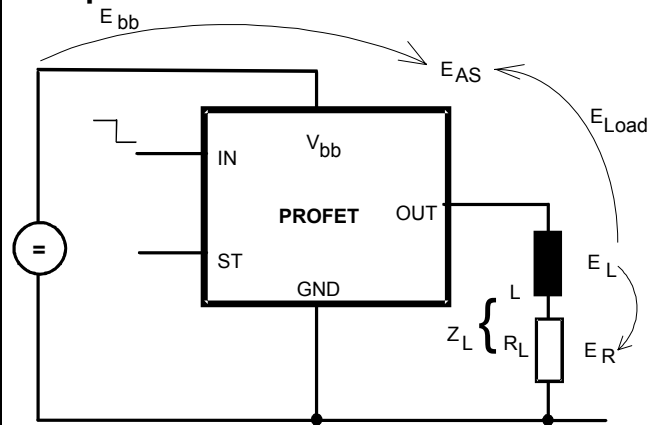 E bb
E AS
E Load
V bb
IN
PROFET
OUT
ST
GND
L
E L
Z L { R L
E R
=